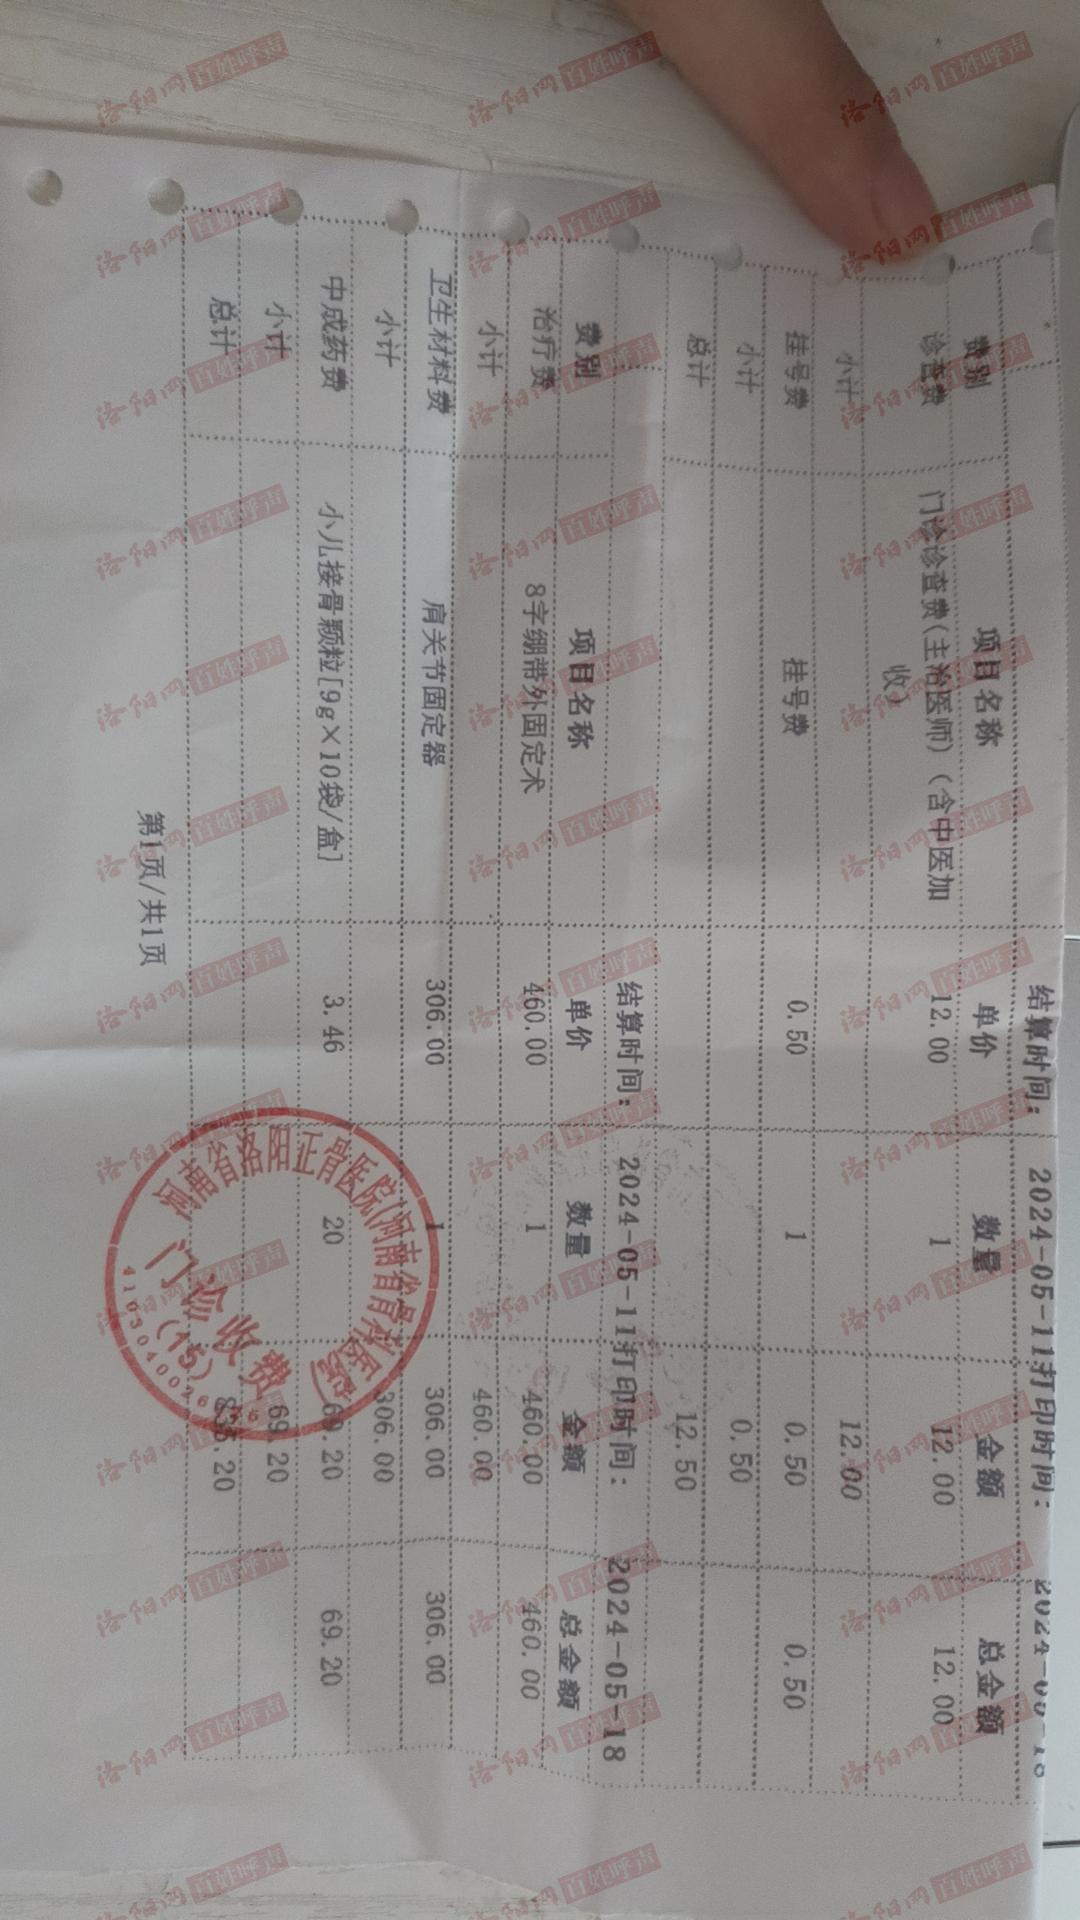 结算时间: 2024-05-11打印时间: 2024-05-18
费别 项目名称 单价 数量 金额 总金额
诊查费 门诊诊查费(主治医师)(含中医加 12.00 1 12.00 12.00
收)
小计 12.00
挂号费 挂号费 0.50 1 0.50 0.50
小计 0.50
总计 12.50
结算时间: 2024-05-11打印时间: 2024-05-18
费别 项目名称 单价 数量 金额 总金额
治疗费 8字绷带外固定术 460.00 1 460.00 460.00
小计 460.00
卫生材料费 肩关节固定器 306.00 1 306.00 306.00
小计 306.00
中成药费 小儿接骨颗粒[9g×10袋/盒] 3.46 20 69.20 69.20
小计 69.20
总计 835.20
第1页/共1页
河南省洛阳正骨医院(河南省骨科医院)
门诊收费
(15)
洛阳网 百姓呼声